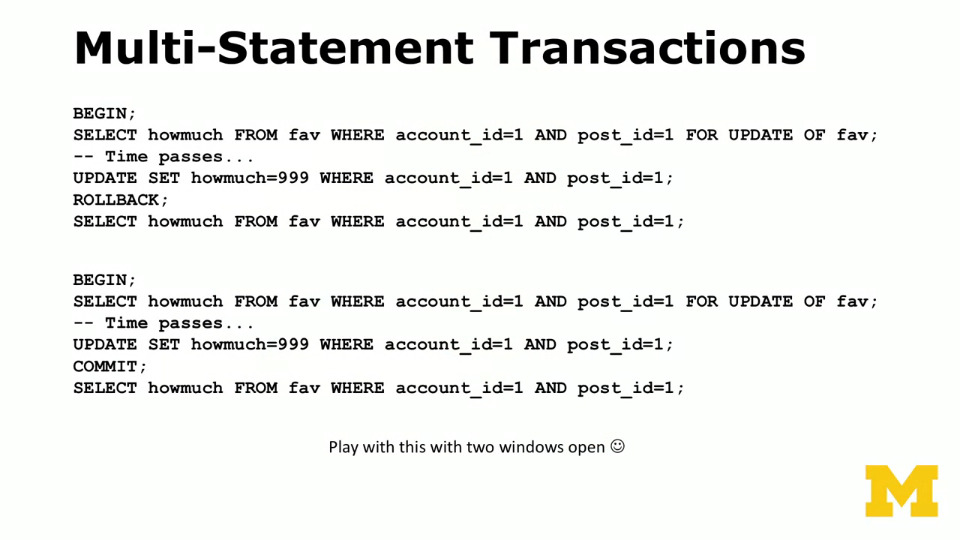 Multi-Statement Transactions
BEGIN;
SELECT howmuch FROM fav WHERE account_id=1 AND post_id=1 FOR UPDATE OF fav;
-- Time passes...
UPDATE SET howmuch=999 WHERE account_id=1 AND post_id=1;
ROLLBACK;
SELECT howmuch FROM fav WHERE account_id=1 AND post_id=1;
BEGIN;
SELECT howmuch FROM fav WHERE account_id=1 AND post_id=1 FOR UPDATE OF fav;
-- Time passes...
UPDATE SET howmuch=999 WHERE account_id=1 AND post_id=1;
COMMIT;
SELECT howmuch FROM fav WHERE account_id=1 AND post_id=1;
Play with this with two windows open ☺
M